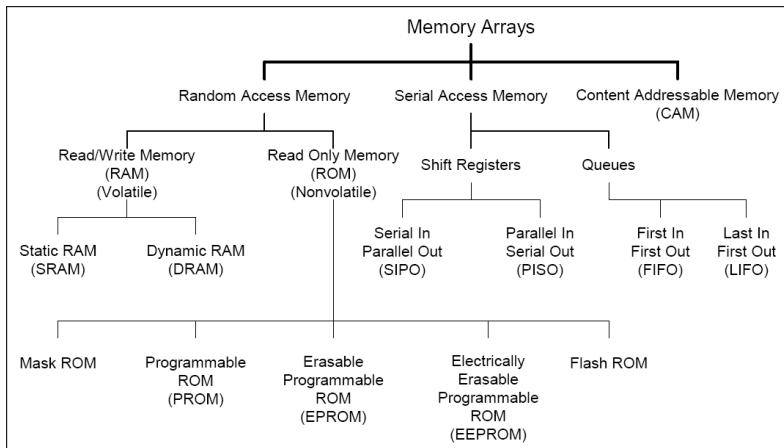 Memory Arrays
Random Access Memory
Serial Access Memory
Content Addressable Memory
(CAM)
Read/Write Memory
(RAM)
(Volatile)
Read Only Memory
(ROM)
(Nonvolatile)
Shift Registers
Queues
Static RAM
(SRAM)
Dynamic RAM
(DRAM)
Serial In
Parallel Out
(SIPO)
Parallel In
Serial Out
(PISO)
First In
First Out
(FIFO)
Last In
First Out
(LIFO)
Mask ROM
Programmable
ROM
(PROM)
Erasable
Programmable
ROM
(EPROM)
Electrically
Erasable
Programmable
ROM
(EEPROM)
Flash ROM